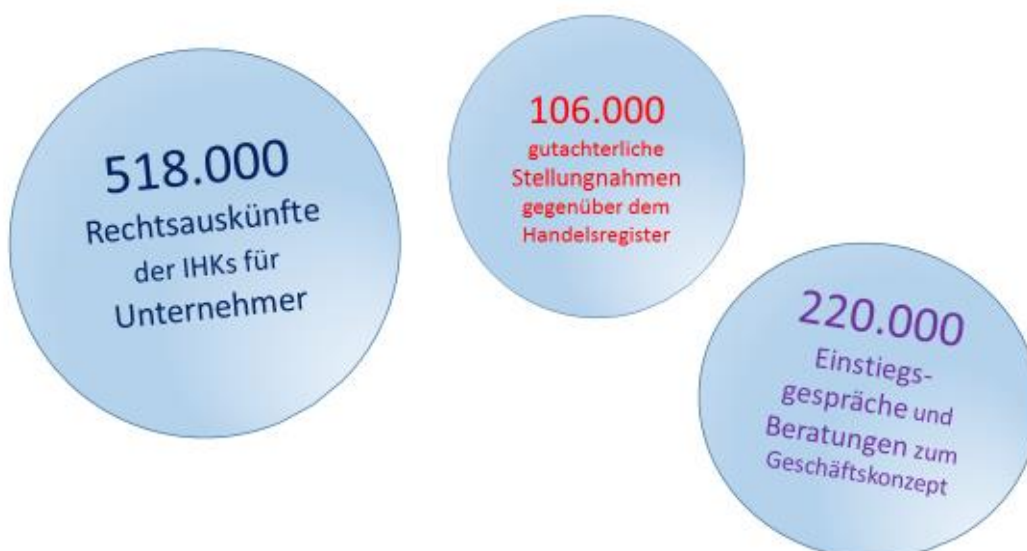 518.000
Rechtsauskünfte
der IHKs für
Unternehmer
106.000
gutachterliche
Stellungnahmen
gegenüber dem
Handelsregister
220.000
Einstiegs-
gespräche und
Beratungen zum
Geschäftskonzept